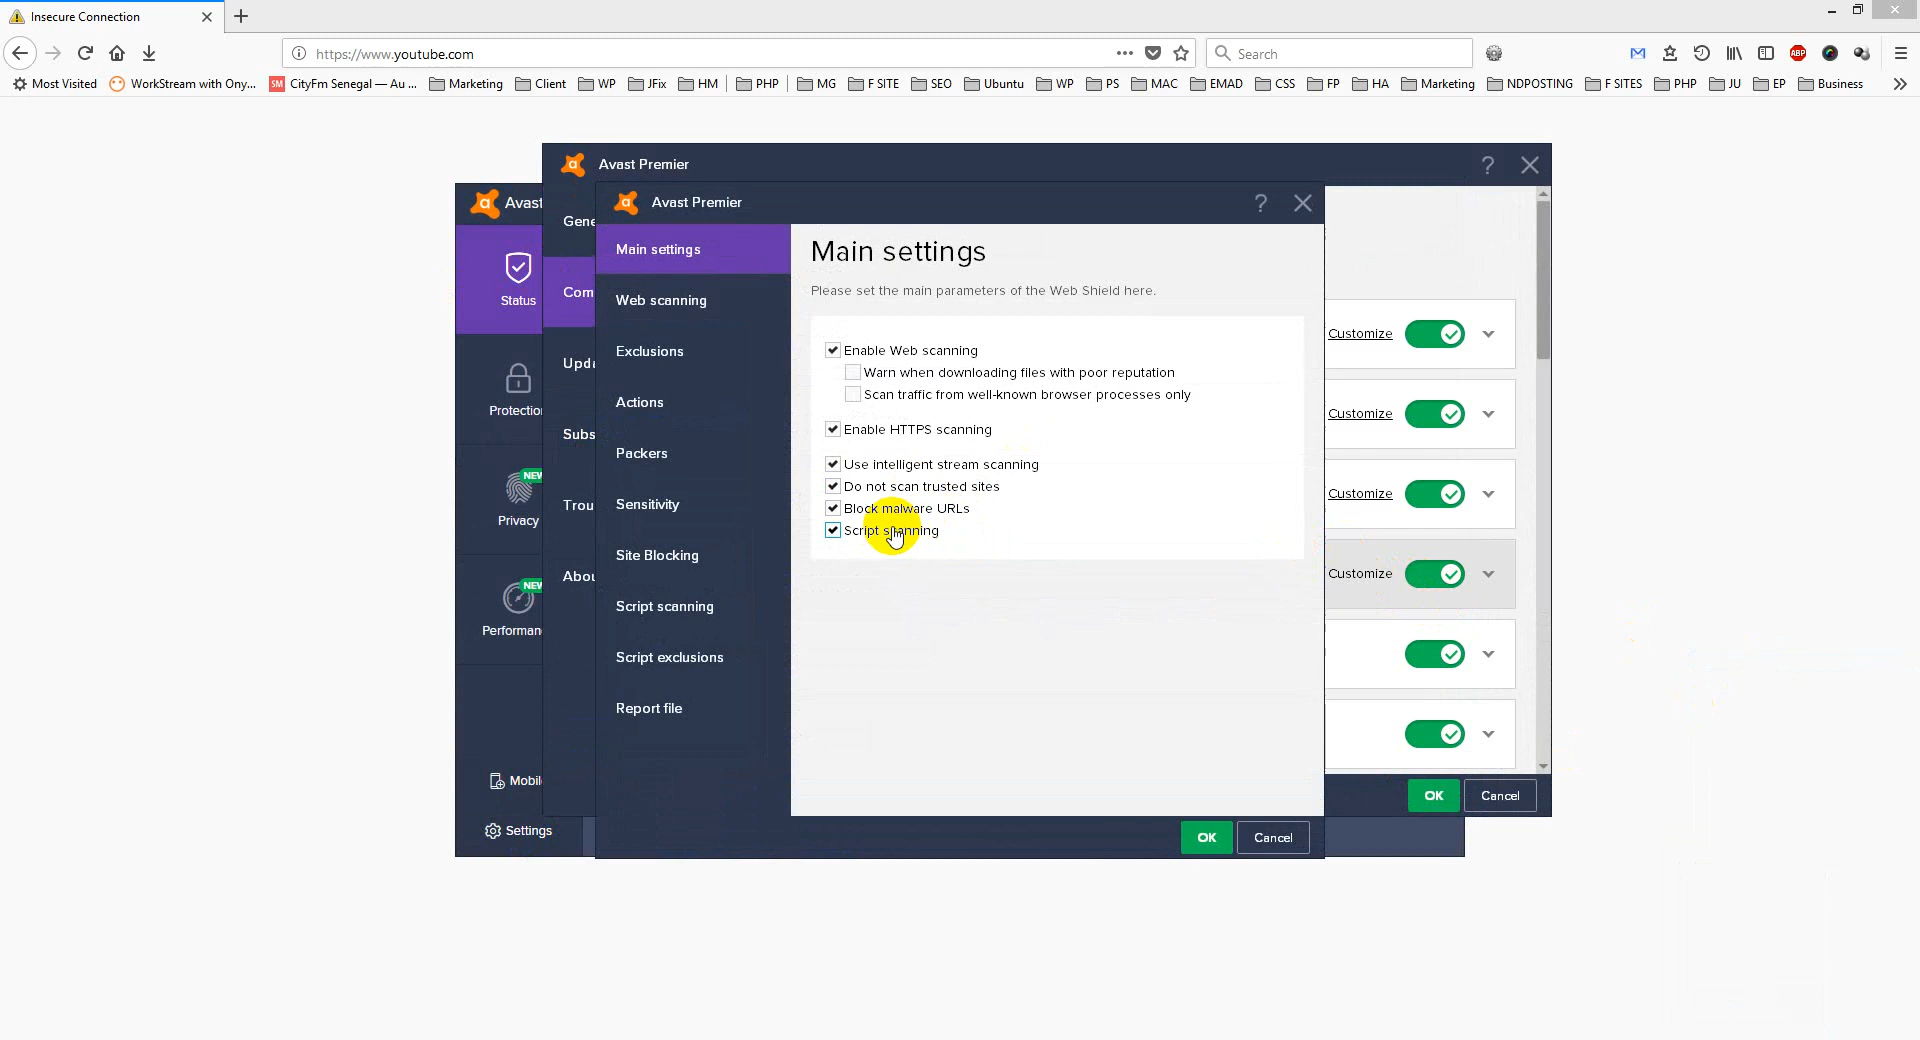 Insecure Connection
https://www.youtube.com
Search
Most Visited
WorkStream with Ony...
SM CityFm Senegal — Au ...
Marketing
Client
WP
JFix
HM
PHP
MG
F SITE
SEO
Ubuntu
WP
PS
MAC
EMAD
CSS
FP
HA
Marketing
NDPOSTING
F SITES
PHP
JU
EP
Business
ABP
Avast Premier
?
Avast
Avast Premier
?
Gene
Com
Upda
Subs
Trou
Abou
Status
Protection
NEW
Privacy
NEW
Performan
Mobil
Settings
Main settings
Web scanning
Exclusions
Actions
Packers
Sensitivity
Site Blocking
Script scanning
Script exclusions
Report file
Main settings
Please set the main parameters of the Web Shield here.
Enable Web scanning
Warn when downloading files with poor reputation
Scan traffic from well-known browser processes only
Enable HTTPS scanning
Use intelligent stream scanning
Do not scan trusted sites
Block malware URLs
Script scanning
Customize
Customize
Customize
Customize
OK
Cancel
OK
Cancel